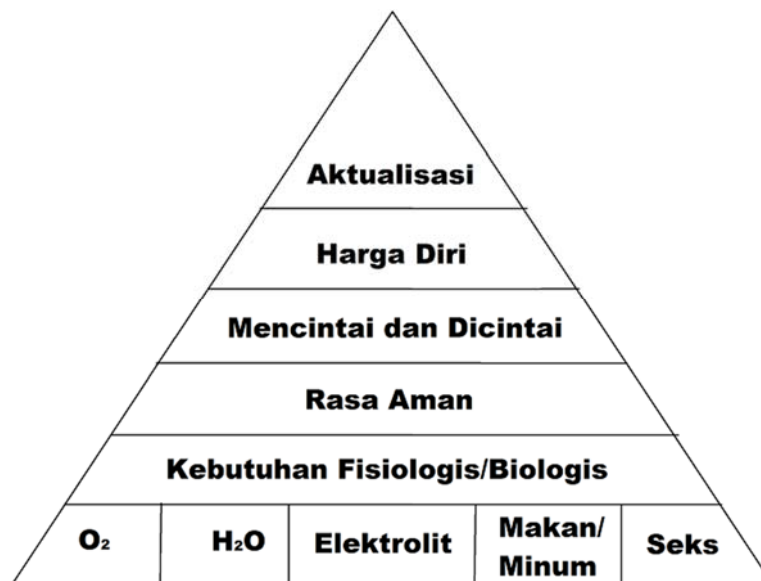 Aktualisasi
Harga Diri
Mencintai dan Dicintai
Rasa Aman
Kebutuhan Fisiologis/Biologis
O₂
H₂O
Elektrolit
Makan/
Minum
Seks